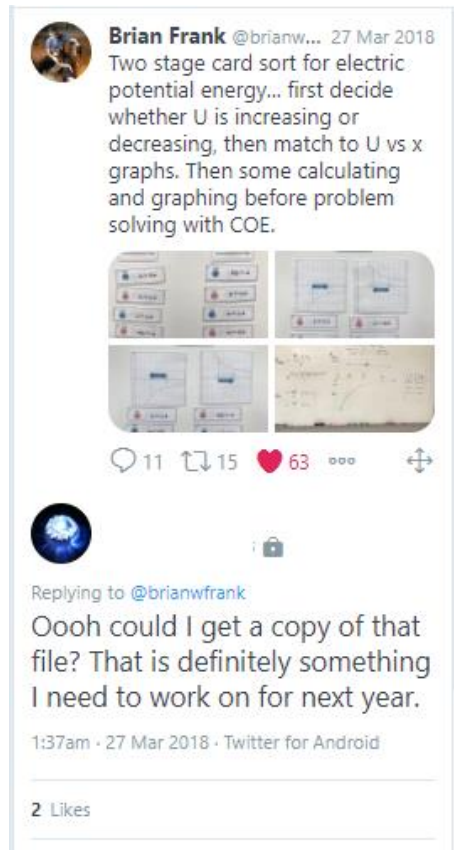 Brian Frank @brianw... 27 Mar 2018
Two stage card sort for electric
potential energy... first decide
whether U is increasing or
decreasing, then match to U vs x
graphs. Then some calculating
and graphing before problem
solving with COE.
11 15 63
Replying to @brianwfrank
Oooh could I get a copy of that
file? That is definitely something
I need to work on for next year.
1:37am · 27 Mar 2018 · Twitter for Android
2 Likes